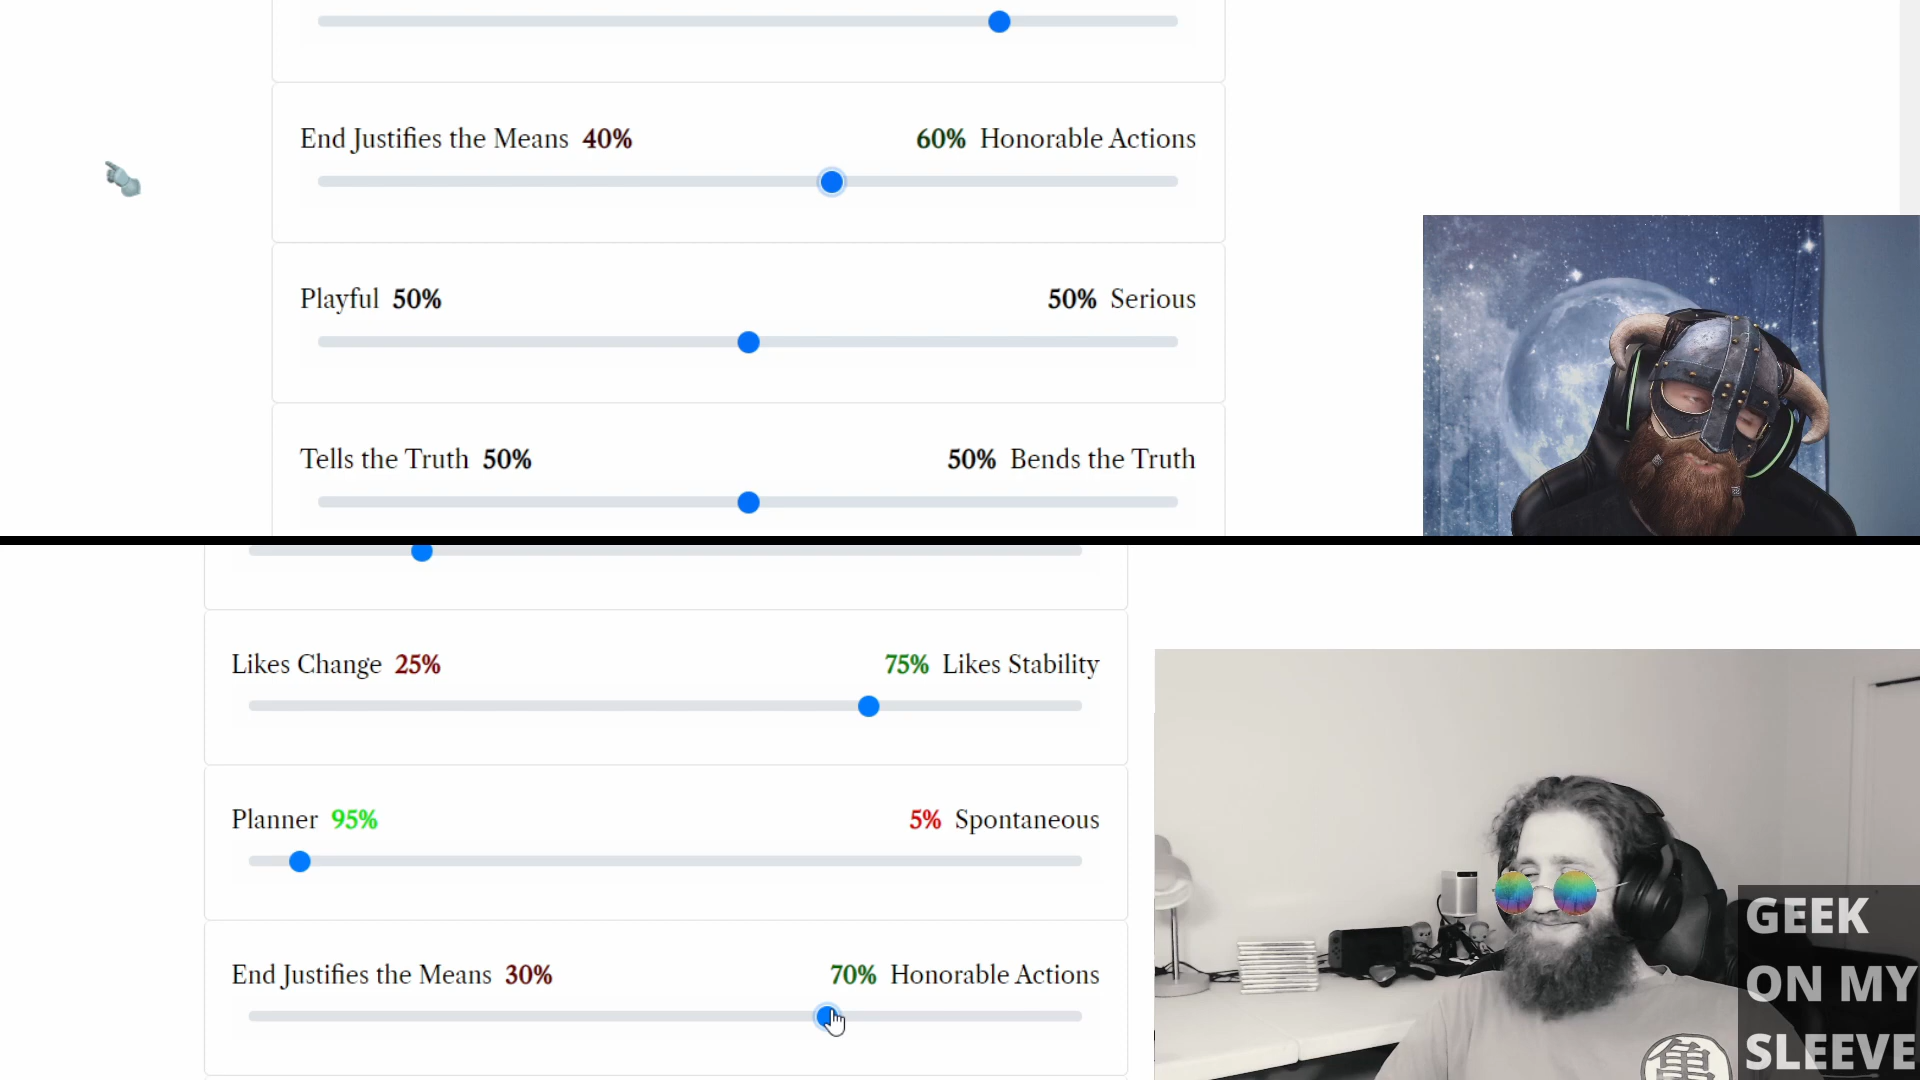 End Justifies the Means 40% 60% Honorable Actions
Playful 50% 50% Serious
Tells the Truth 50% 50% Bends the Truth
Likes Change 25% 75% Likes Stability
Planner 95% 5% Spontaneous
End Justifies the Means 30% 70% Honorable Actions
GEEK
ON MY
SLEEVE
亀